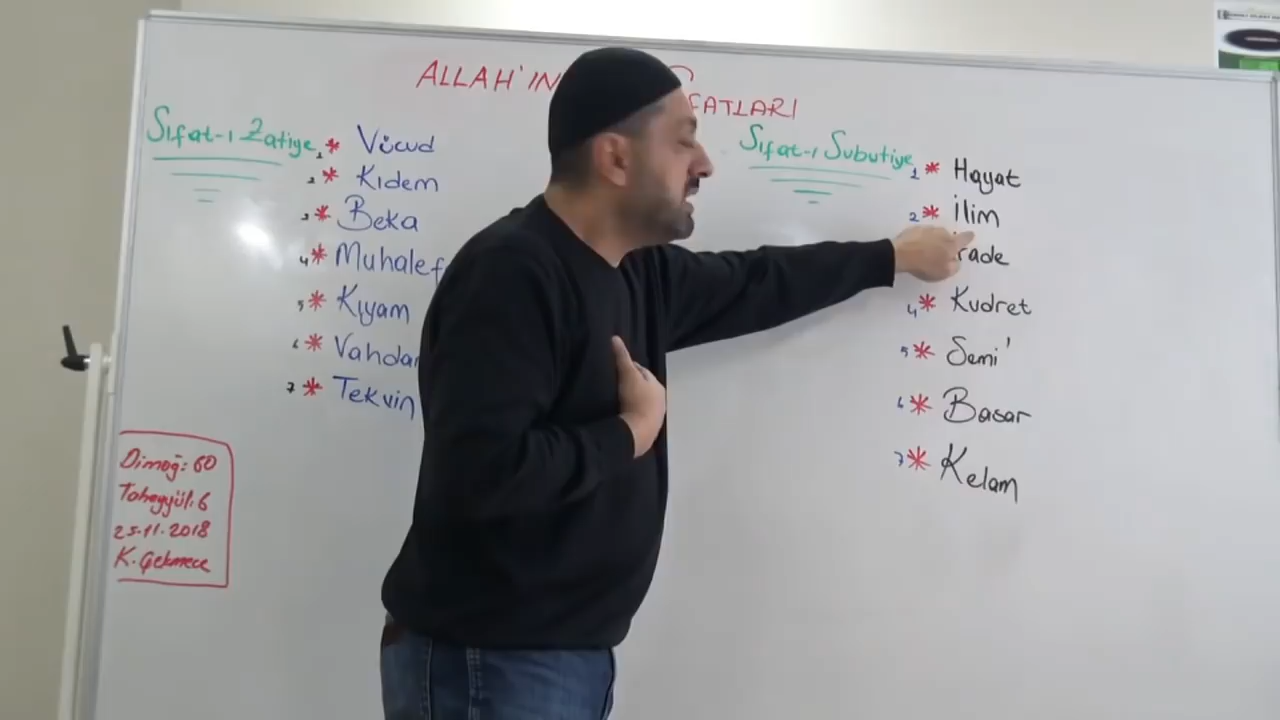 ALLAH'IN FATLARI
Sıfat-ı Zatiye
1 * Vücud
2 * Kıdem
3 * Beka
4 * Muhalef
5 * Kıyam
6 * Vahdan
7 * Tekvin
Sıfat-ı Subutiye
1 * Hayat
2 * İlim
irade
4 * Kudret
5 * Semi'
6 * Basar
7 * Kelam
Dimağ: 60
Tahayyül: 6
25.11.2018
K. Çekmece